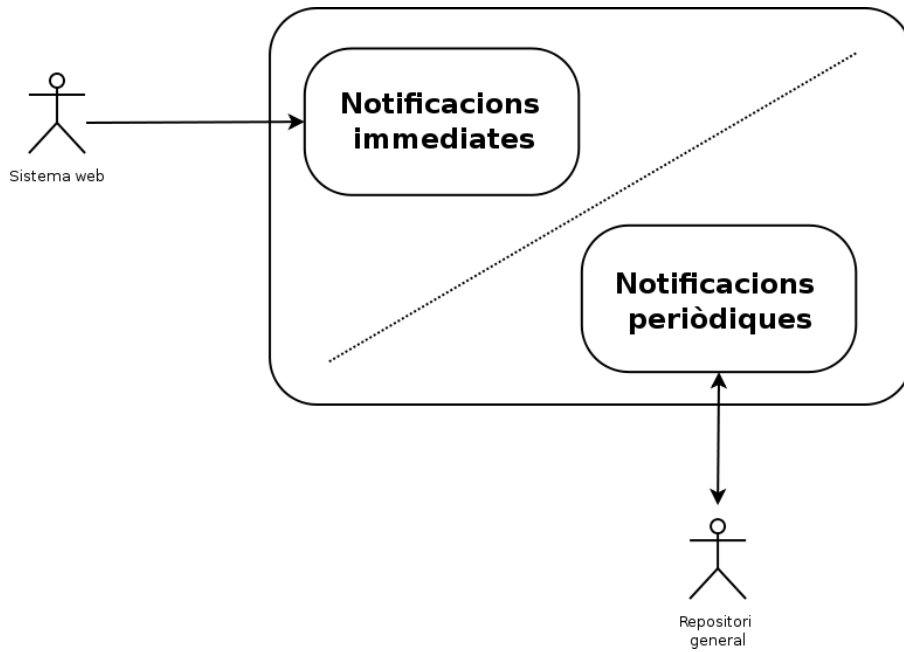 Notificacions
immediates
Sistema web
Notificacions
periòdiques
Repositori
general